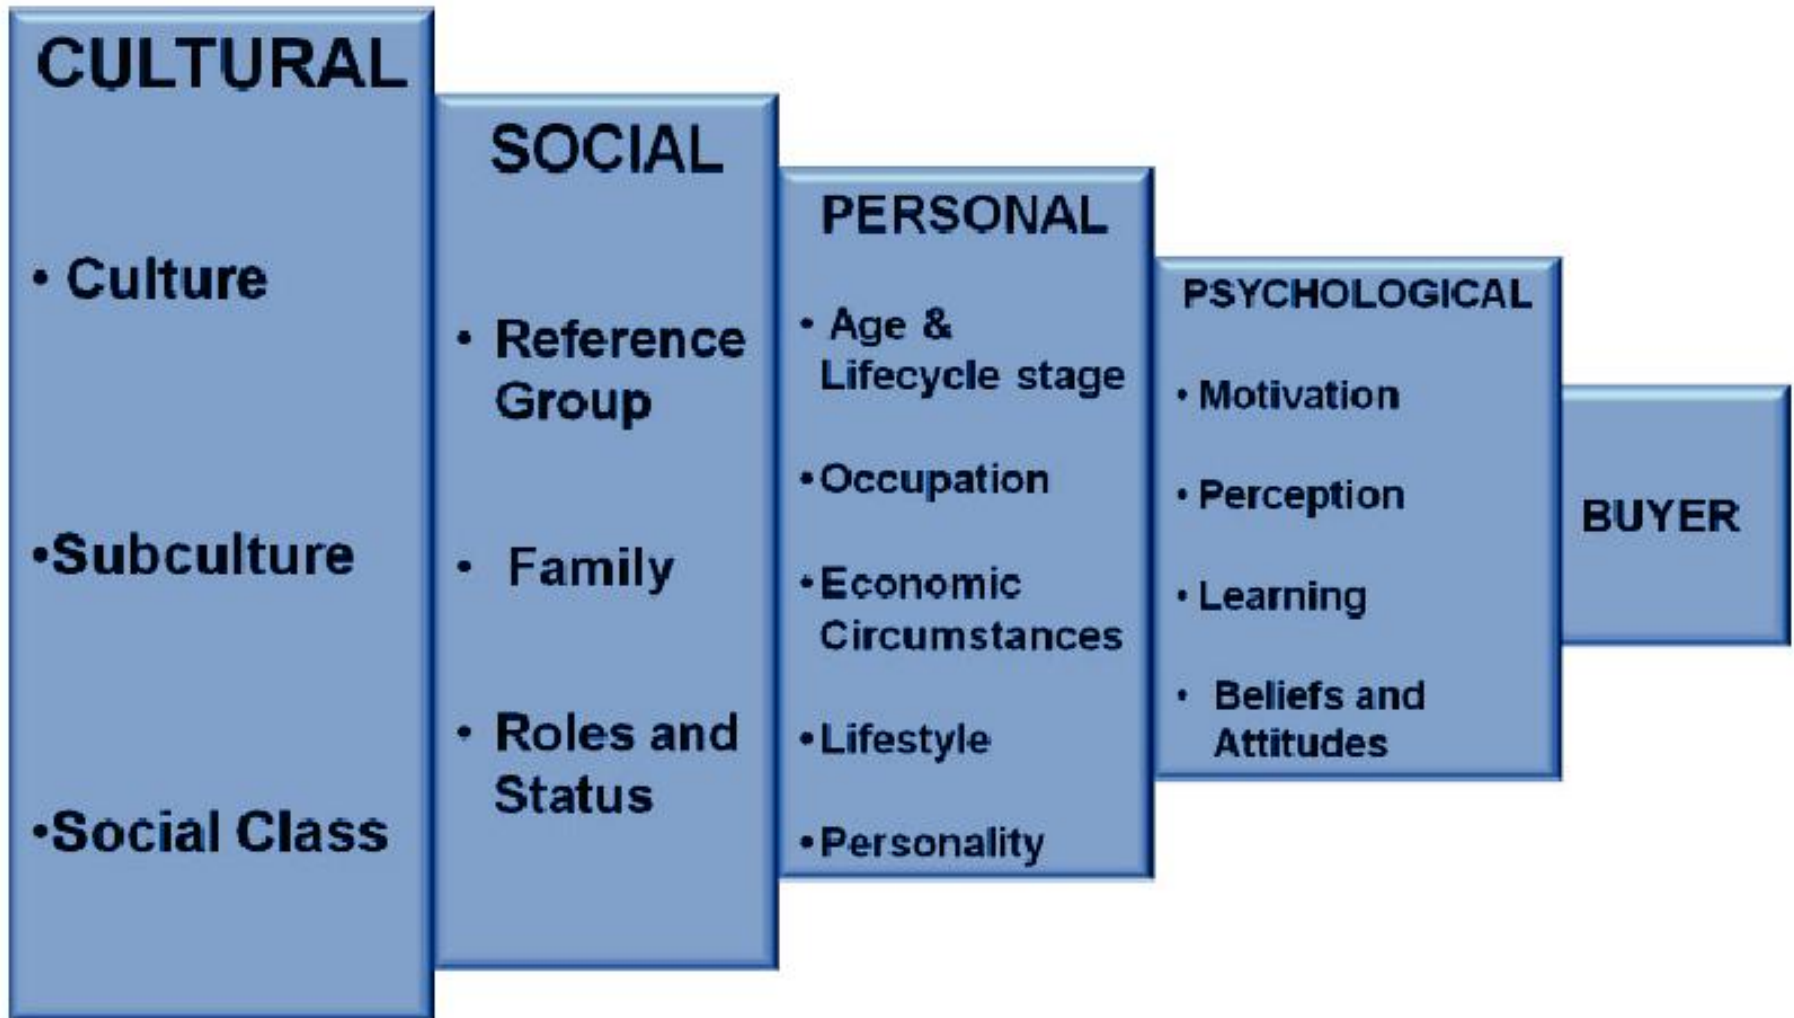 CULTURAL
• Culture
•Subculture
•Social Class
SOCIAL
• Reference
Group
• Family
• Roles and
Status
PERSONAL
• Age &
Lifecycle stage
•Occupation
•Economic
Circumstances
•Lifestyle
•Personality
PSYCHOLOGICAL
• Motivation
• Perception
• Learning
• Beliefs and
Attitudes
BUYER